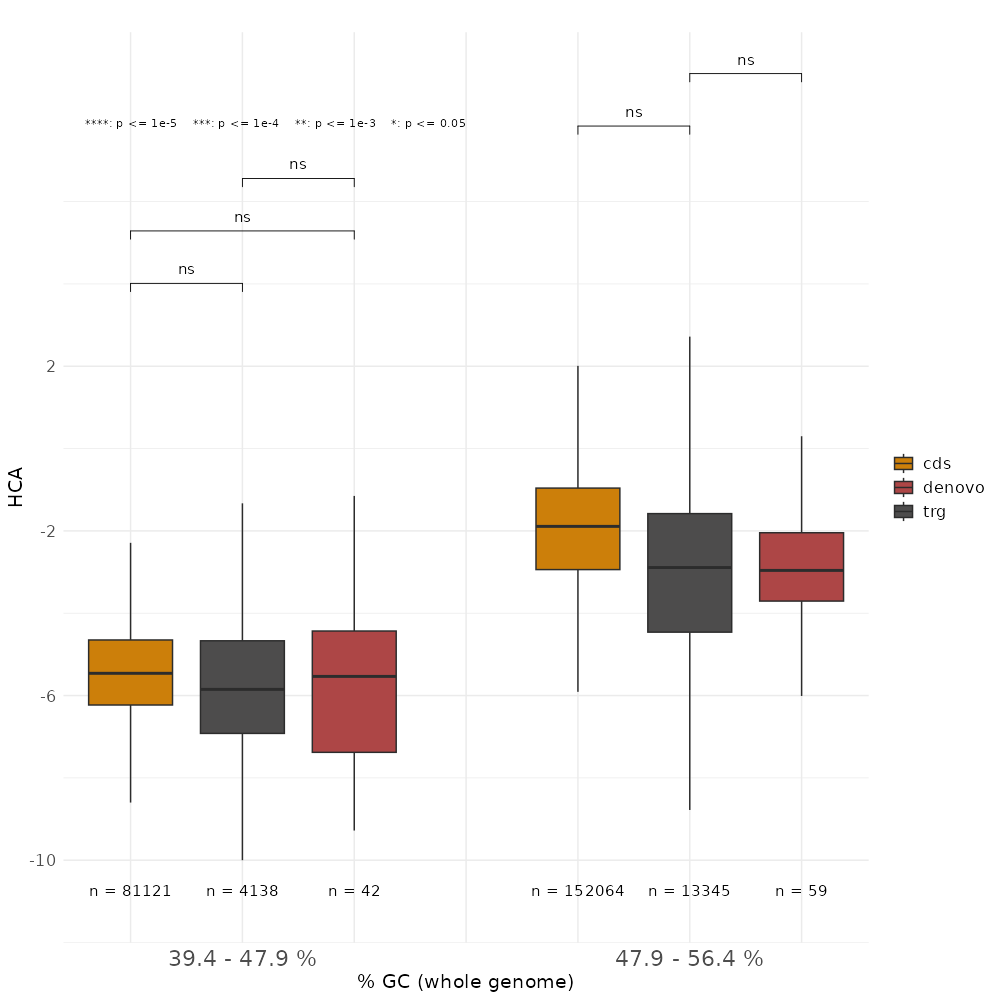 ns
ns
****: p <= 1e-5 ***: p <= 1e-4 **: p <= 1e-3 *: p <= 0.05
ns
ns
ns
2
-2
-6
-10
HCA
cds
denovo
trg
n = 81121 n = 4138 n = 42 n = 152064 n = 13345 n = 59
39.4 - 47.9 % 47.9 - 56.4 %
% GC (whole genome)